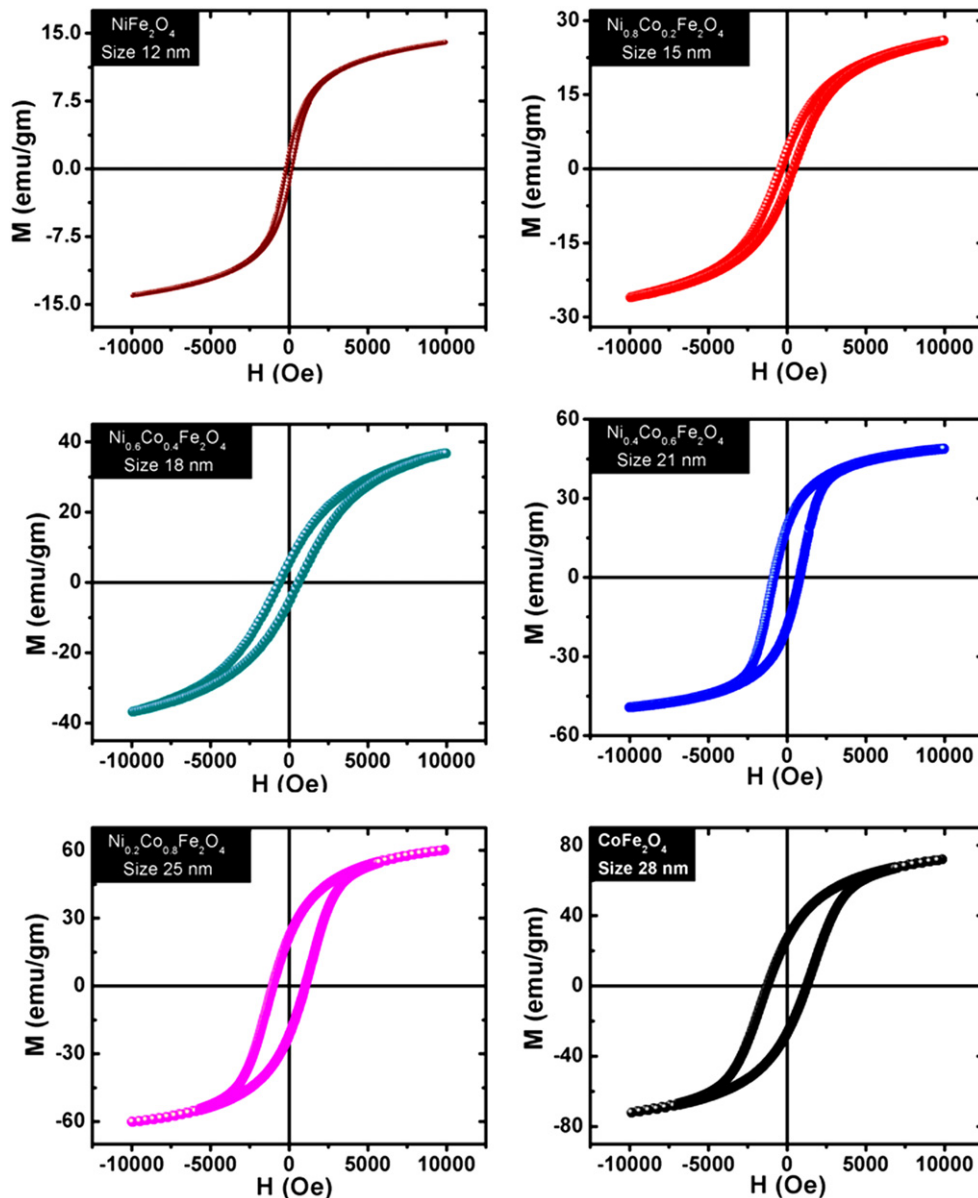 NiFe₂O₄
Size 12 nm
15.0
7.5
0.0
-7.5
-15.0
M (emu/gm)
-10000 -5000 0 5000 10000
H (Oe)
Ni₀.₈Co₀.₂Fe₂O₄
Size 15 nm
30
15
0
-15
-30
M (emu/gm)
-10000 -5000 0 5000 10000
H (Oe)
Ni₀.₆Co₀.₄Fe₂O₄
Size 18 nm
40
20
0
-20
-40
M (emu/gm)
-10000 -5000 0 5000 10000
H (Oe)
Ni₀.₄Co₀.₆Fe₂O₄
Size 21 nm
60
30
0
-30
-60
M (emu/gm)
-10000 -5000 0 5000 10000
H (Oe)
Ni₀.₂Co₀.₈Fe₂O₄
Size 25 nm
60
30
0
-30
-60
M (emu/gm)
-10000 -5000 0 5000 10000
H (Oe)
CoFe₂O₄
Size 28 nm
80
40
0
-40
-80
M (emu/gm)
-10000 -5000 0 5000 10000
H (Oe)